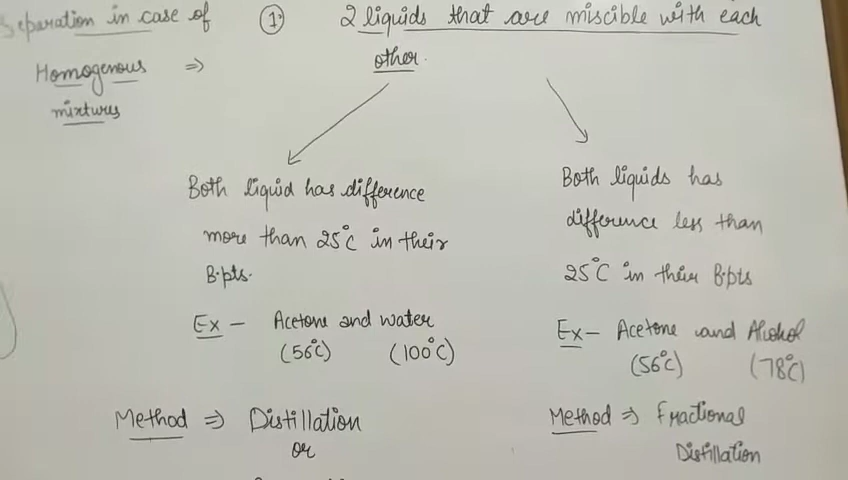 Separation in case of
Homogenous ⇒
mixtures
① 2 liquids that are miscible with each
other.
Both liquid has difference
more than 25°C in their
B.pts.
Ex – Acetone and water
(56°C) (100°C)
Method ⇒ Distillation
or
Both liquids has
difference less than
25°C in their B.pts
Ex – Acetone and Alcohol
(56°C) (78°C)
Method ⇒ Fractional
Distillation